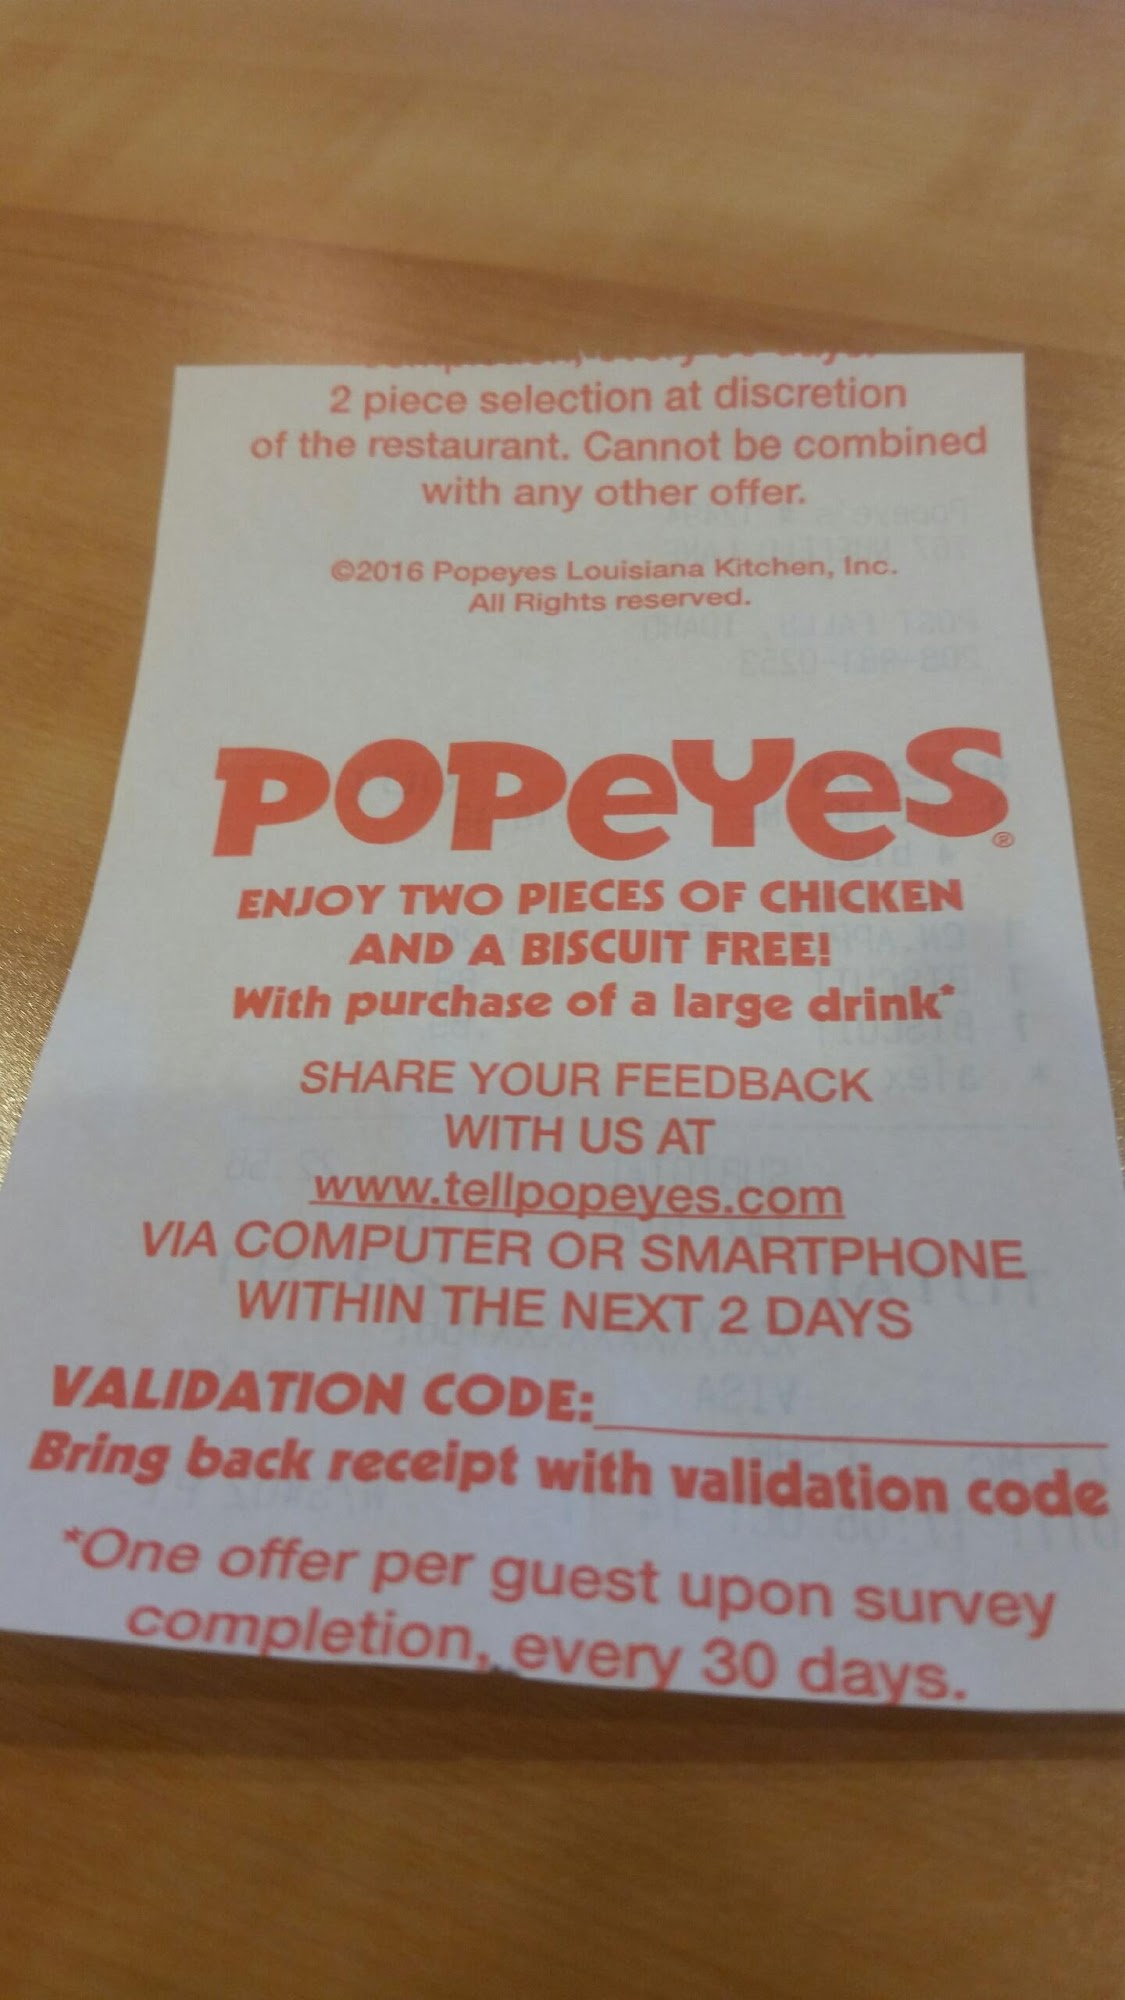 2 piece selection at discretion
of the restaurant. Cannot be combined
with any other offer.
©2016 Popeyes Louisiana Kitchen, Inc.
All Rights reserved.
POPeYeS®
ENJOY TWO PIECES OF CHICKEN
AND A BISCUIT FREE!
With purchase of a large drink*
SHARE YOUR FEEDBACK
WITH US AT
www.tellpopeyes.com
VIA COMPUTER OR SMARTPHONE
WITHIN THE NEXT 2 DAYS
VALIDATION CODE:
Bring back receipt with validation code
*One offer per guest upon survey
completion, every 30 days.